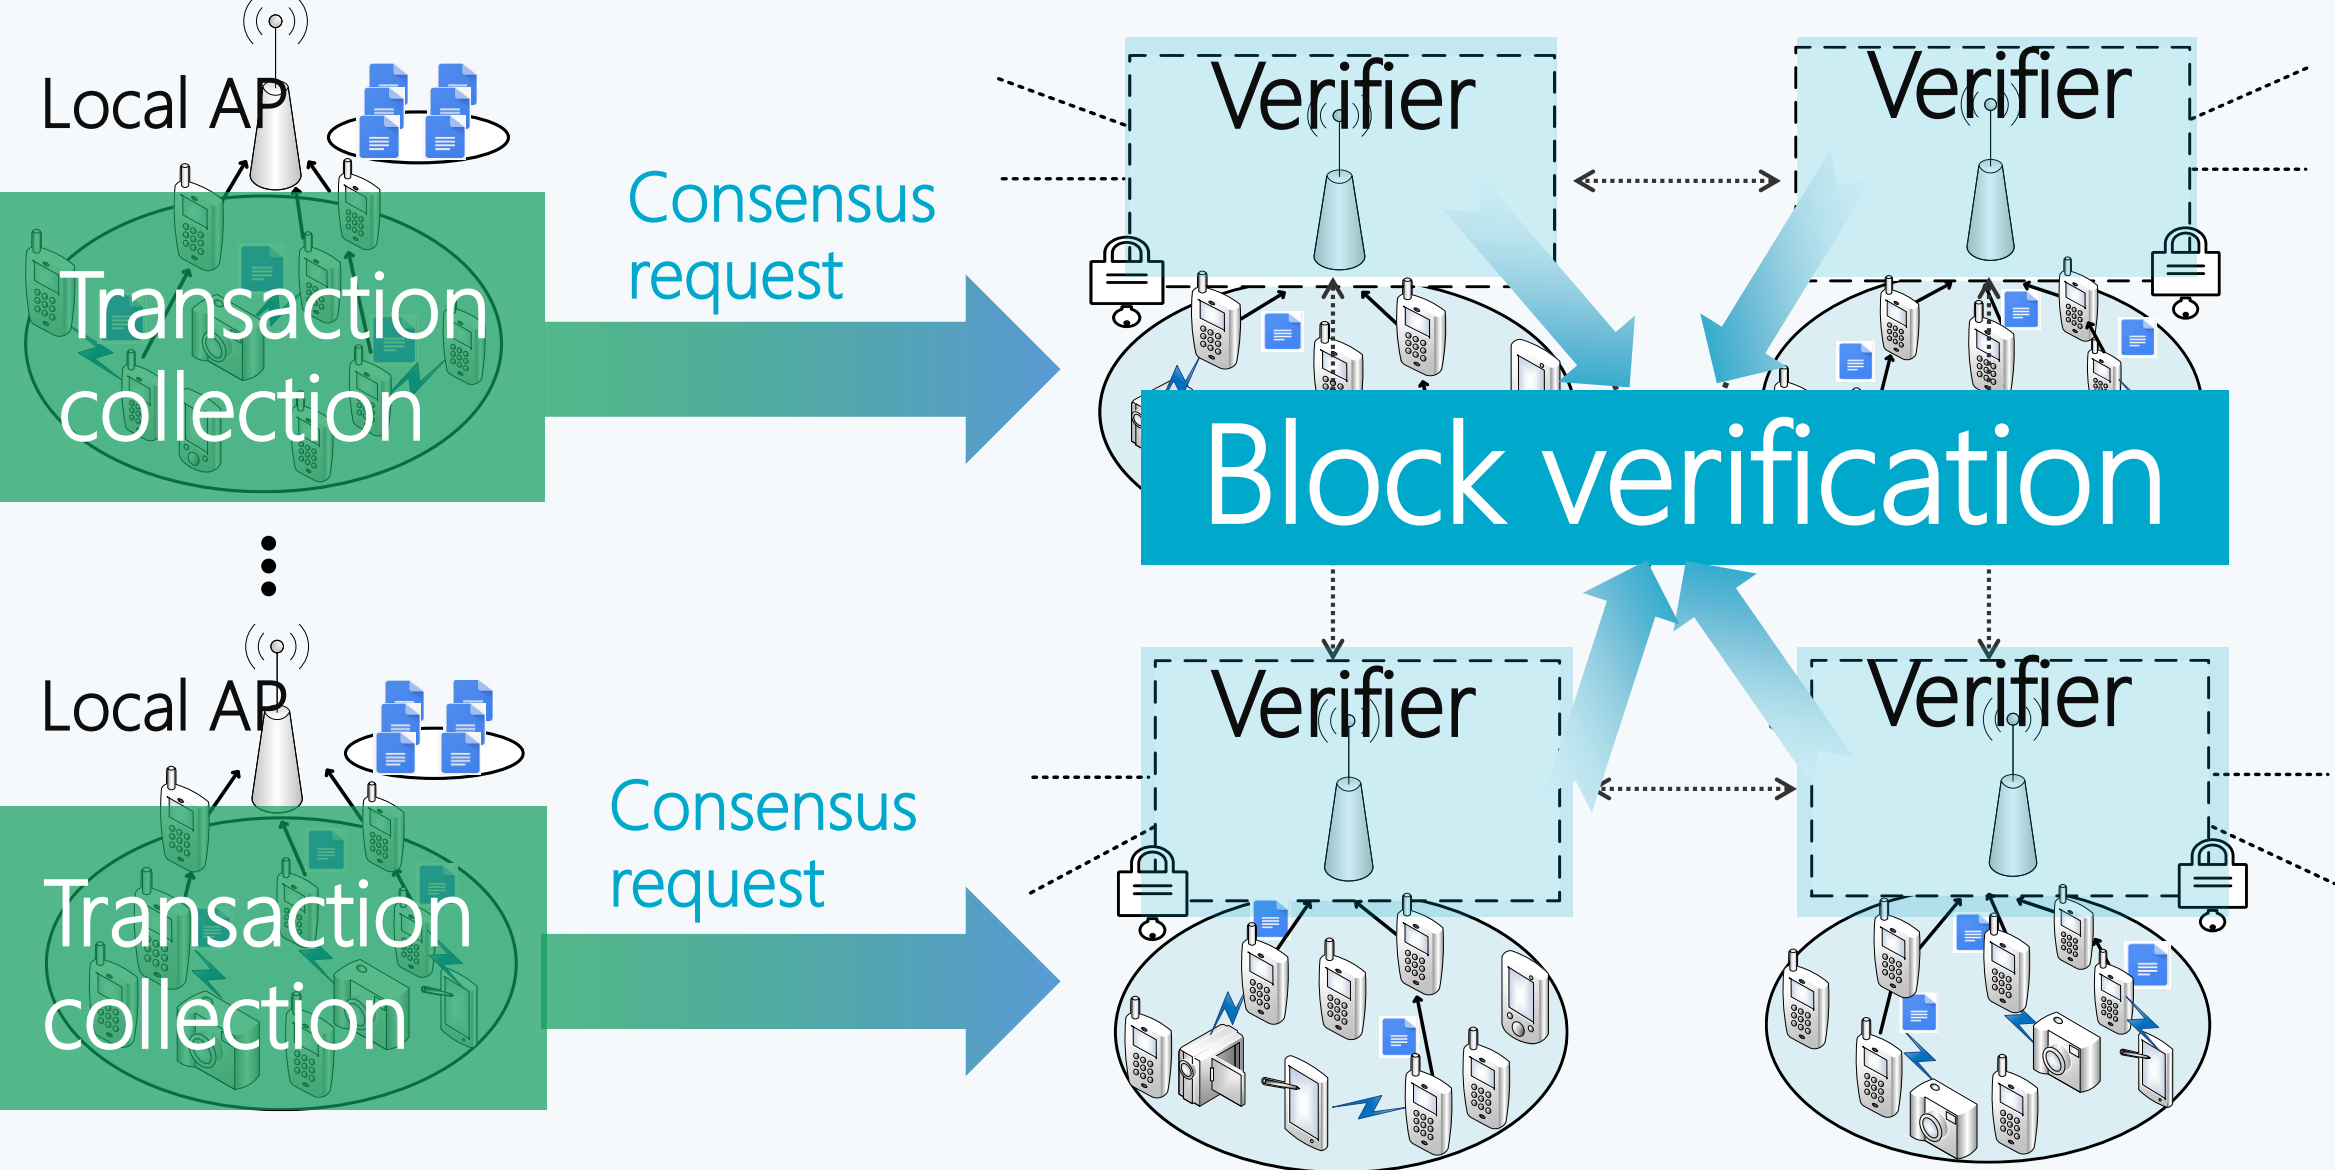 Local AP
Transaction
collection
Consensus
request
Verifier
Verifier
Block verification
Local AP
Transaction
collection
Consensus
request
Verifier
Verifier